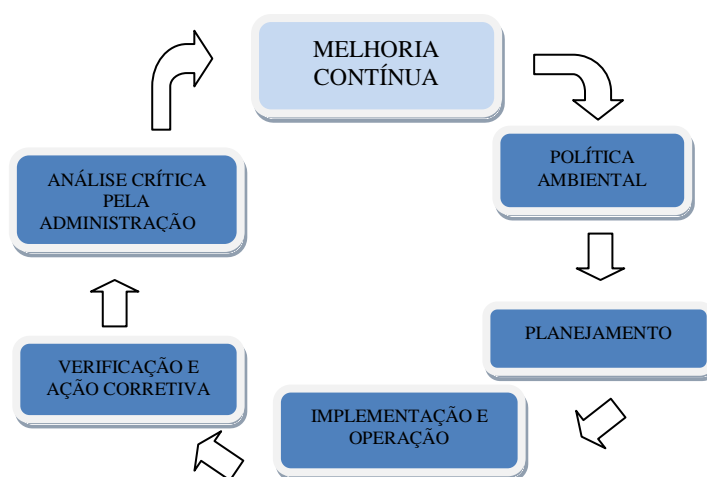 MELHORIA
CONTÍNUA
POLÍTICA
AMBIENTAL
PLANEJAMENTO
IMPLEMENTAÇÃO E
OPERAÇÃO
VERIFICAÇÃO E
AÇÃO CORRETIVA
ANÁLISE CRÍTICA
PELA
ADMINISTRAÇÃO